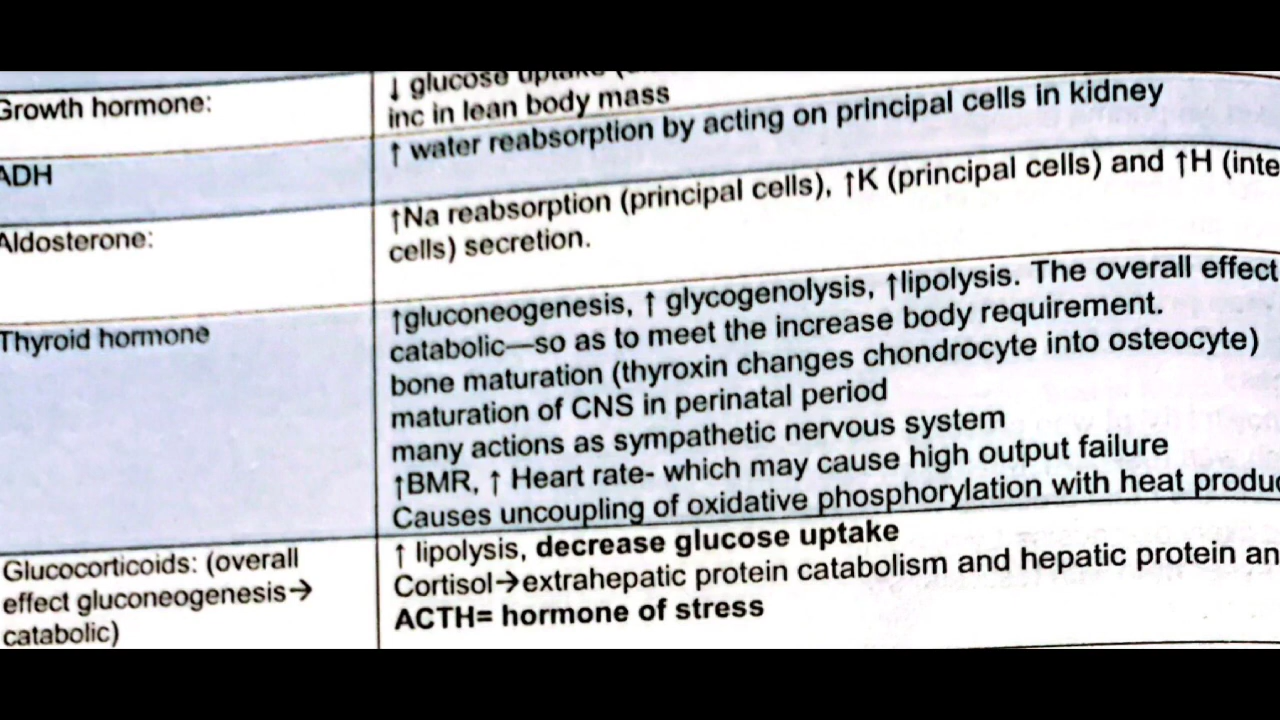 ↓ glucose uptake
Growth hormone:
inc in lean body mass
ADH
↑ water reabsorption by acting on principal cells in kidney
Aldosterone:
↑Na reabsorption (principal cells), ↑K (principal cells) and ↑H (inte
cells) secretion.
Thyroid hormone
↑gluconeogenesis, ↑ glycogenolysis, ↑lipolysis. The overall effect
catabolic—so as to meet the increase body requirement.
bone maturation (thyroxin changes chondrocyte into osteocyte)
maturation of CNS in perinatal period
many actions as sympathetic nervous system
↑BMR, ↑ Heart rate- which may cause high output failure
Causes uncoupling of oxidative phosphorylation with heat produc
Glucocorticoids: (overall
effect gluconeogenesis→
catabolic)
↑ lipolysis, decrease glucose uptake
Cortisol→extrahepatic protein catabolism and hepatic protein an
ACTH= hormone of stress